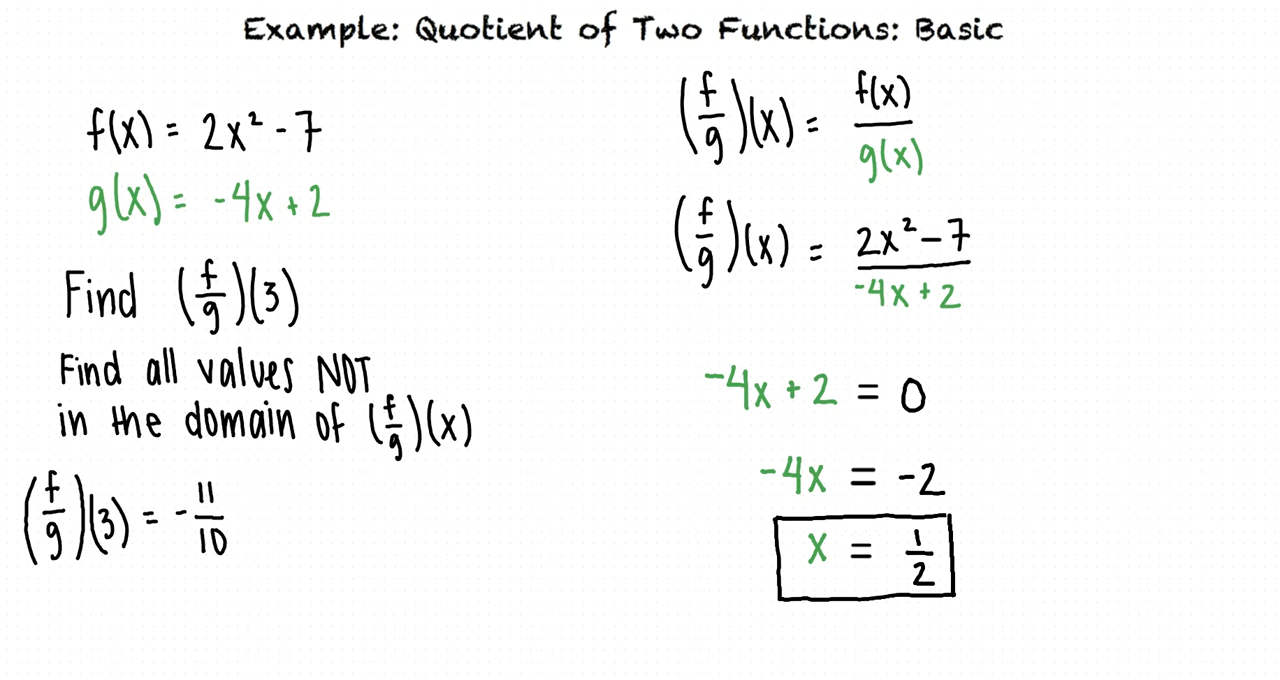 Example: Quotient of Two Functions: Basic
f(x) = 2x² - 7
g(x) = -4x + 2
Find (f/g)(3)
Find all values NOT
in the domain of (f/g)(x)
(f/g)(3) = -11/10
(f/g)(x) = f(x)/g(x)
(f/g)(x) = 2x² - 7/-4x + 2
-4x + 2 = 0
-4x = -2
x = 1/2